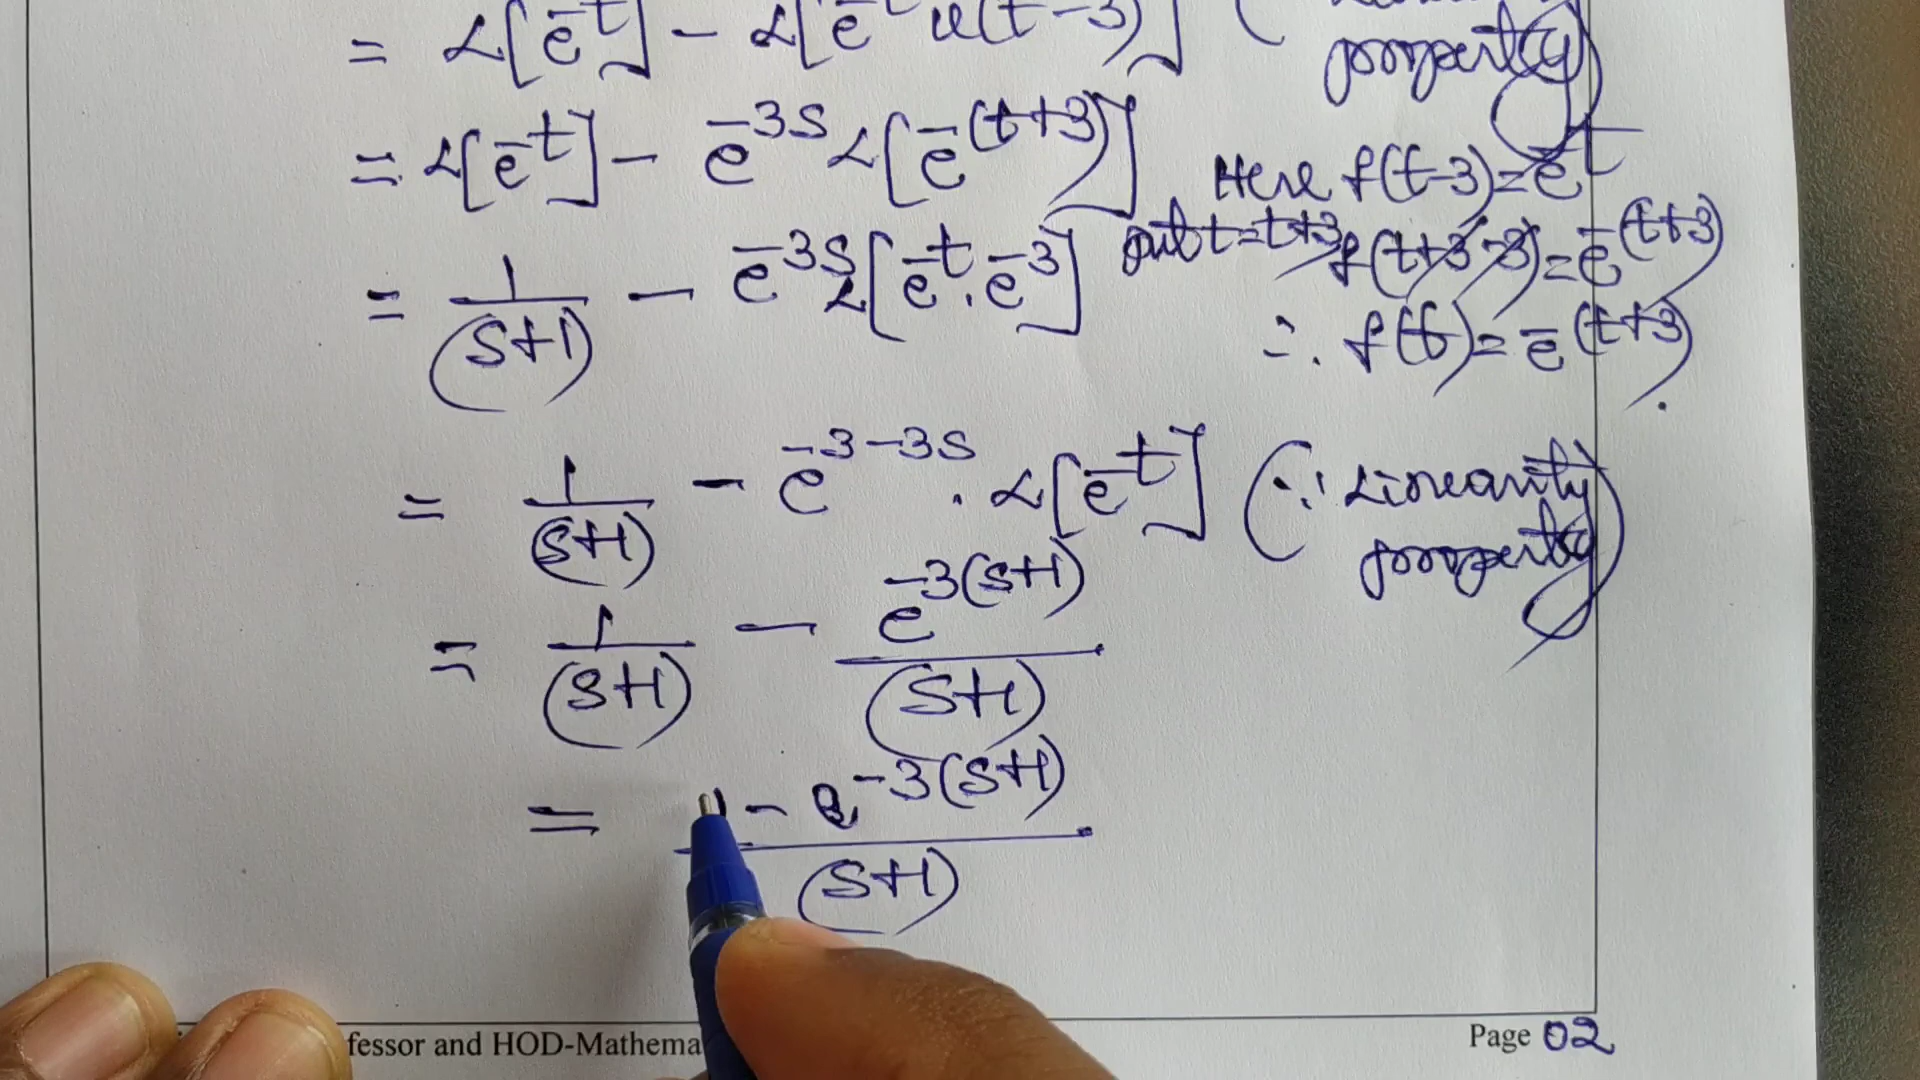 = L[e^-t] - L[e^-t u(t-3)] (
property)
= L[e^-t] - e^-3s L[e^-(t+3)] Here f(t-3)=e^-t
= 1/(s+1) - e^-3s L[e^-t . e^-3] put t=t+3 f(t+3-3)=e^-(t+3)
∴ f(t)=e^-(t+3).
= 1/(s+1) - e^-3-3s . L[e^-t] (∵ Linearity
property)
= 1/(s+1) - e^-3(s+1)/(s+1)
= 1 - e^-3(s+1)/(s+1)
fessor and HOD-Mathema Page 02